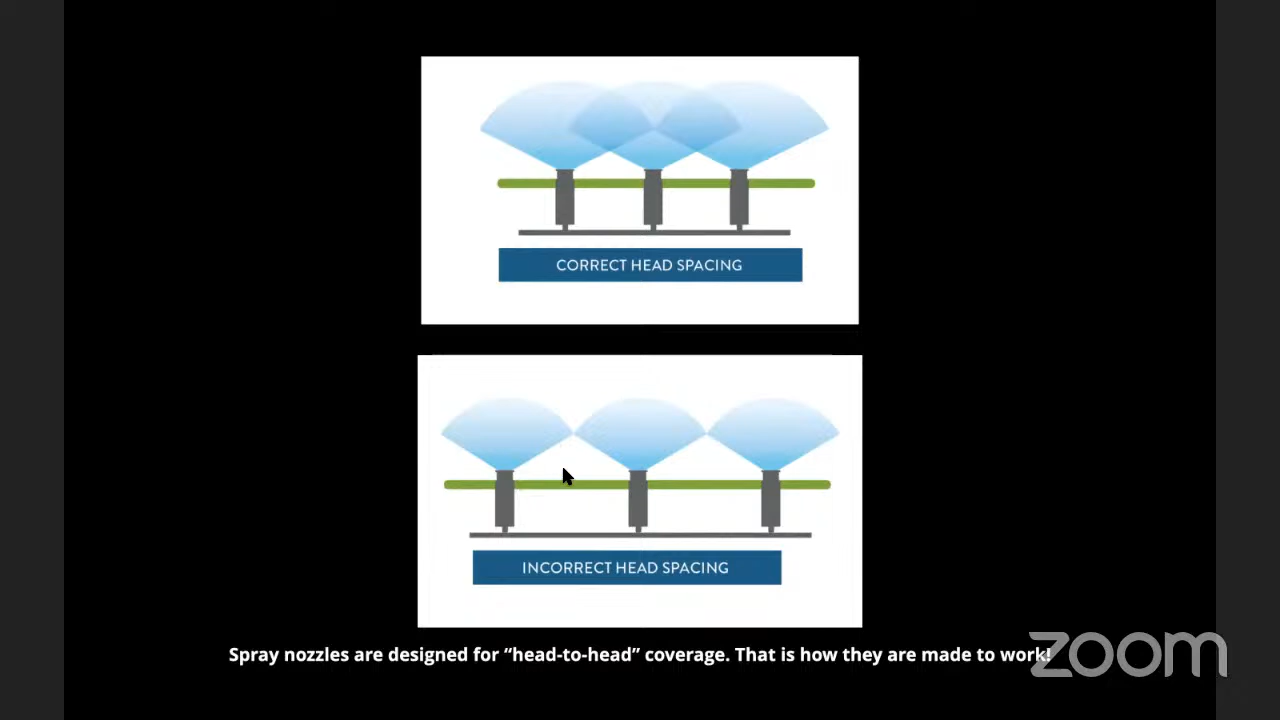 CORRECT HEAD SPACING
INCORRECT HEAD SPACING
Spray nozzles are designed for “head-to-head” coverage. That is how they are made to work!
zoom